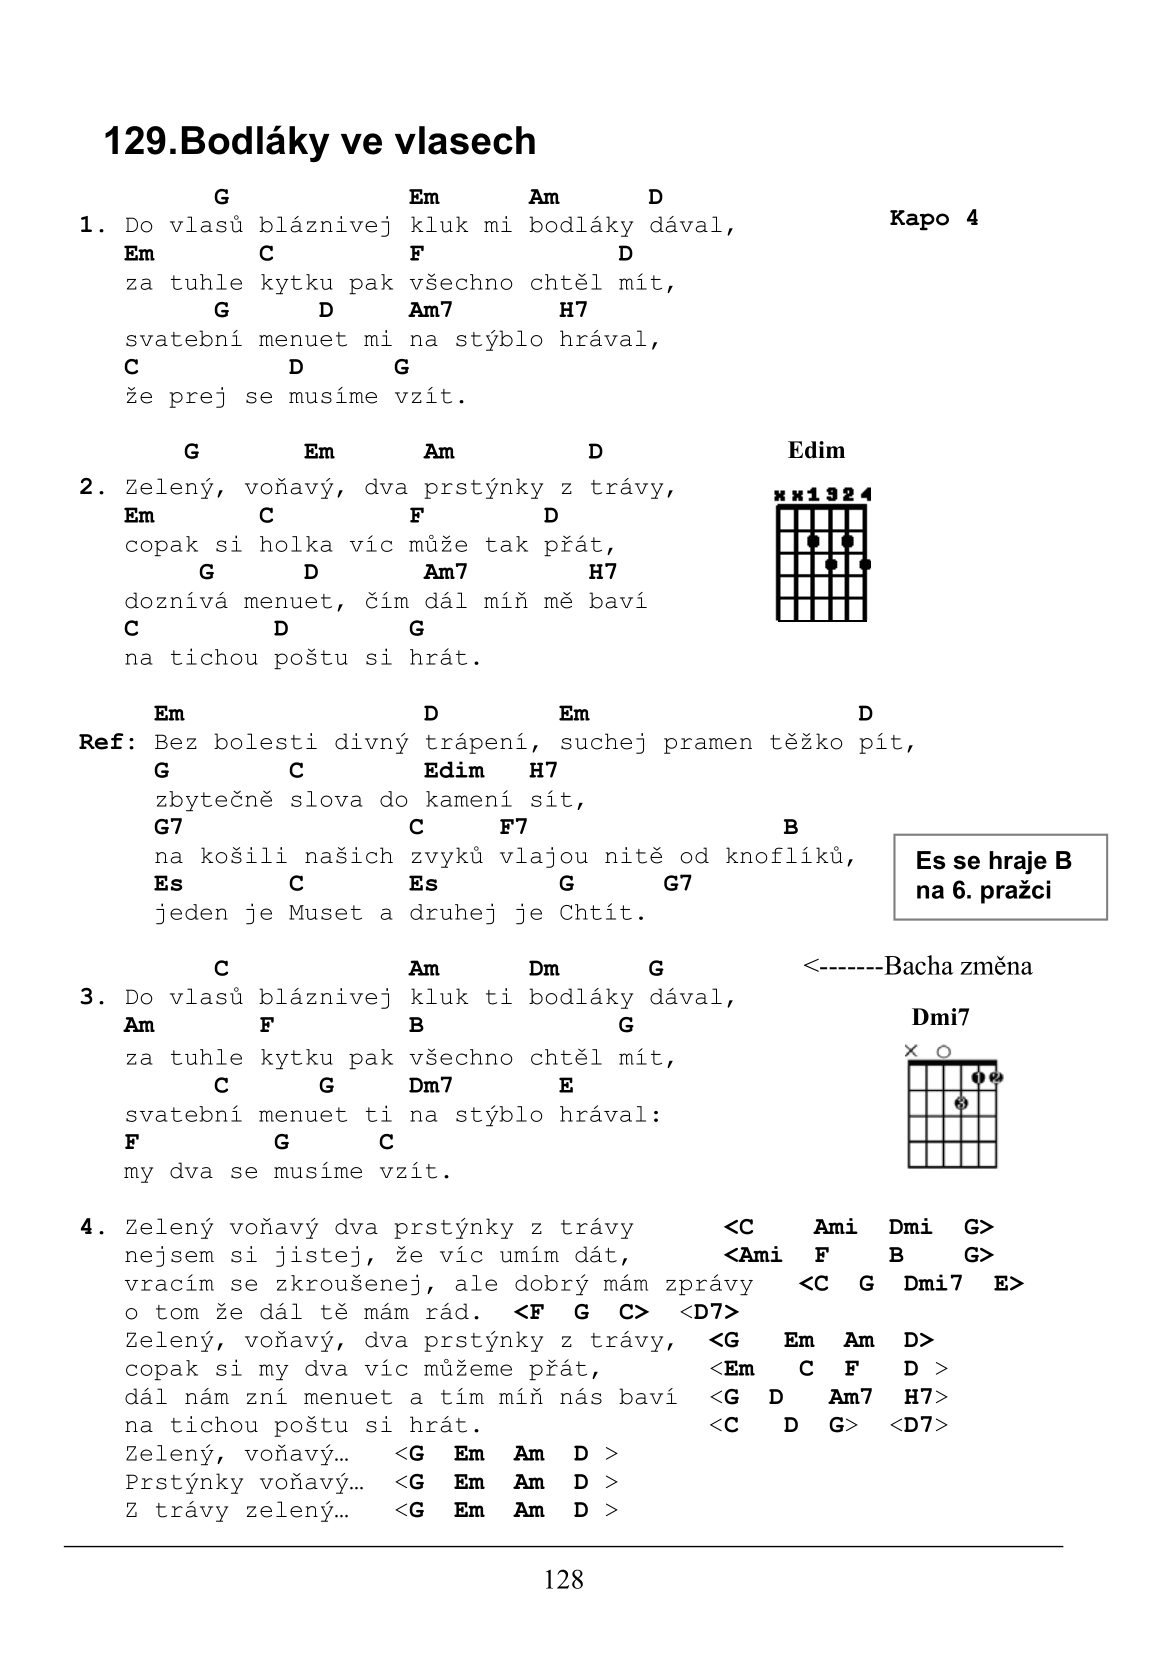 129.Bodláky ve vlasech
G Em Am D
1. Do vlasů bláznivej kluk mi bodláky dával,
Kapo 4
Em C F D
za tuhle kytku pak všechno chtěl mít,
G D Am7 H7
svatební menuet mi na stýblo hrával,
C D G
že prej se musíme vzít.
G Em Am D
Edim
2. Zelený, voňavý, dva prstýnky z trávy,
x x 1 3 2 4
Em C F D
copak si holka víc může tak přát,
G D Am7 H7
doznívá menuet, čím dál míň mě baví
C D G
na tichou poštu si hrát.
Em D Em D
Ref: Bez bolesti divný trápení, suchej pramen těžko pít,
G C Edim H7
zbytečně slova do kamení sít,
G7 C F7 B
na košili našich zvyků vlajou nitě od knoflíků,
Es C Es G G7
jeden je Muset a druhej je Chtít.
Es se hraje B
na 6. pražci
C Am Dm G
<-------Bacha změna
3. Do vlasů bláznivej kluk ti bodláky dával,
Dmi7
Am F B G
za tuhle kytku pak všechno chtěl mít,
× ○
1 2
3
C G Dm7 E
svatební menuet ti na stýblo hrával:
F G C
my dva se musíme vzít.
4. Zelený voňavý dva prstýnky z trávy <C Ami Dmi G>
nejsem si jistej, že víc umím dát, <Ami F B G>
vracím se zkroušenej, ale dobrý mám zprávy <C G Dmi7 E>
o tom že dál tě mám rád. <F G C> <D7>
Zelený, voňavý, dva prstýnky z trávy, <G Em Am D>
copak si my dva víc můžeme přát, <Em C F D >
dál nám zní menuet a tím míň nás baví <G D Am7 H7>
na tichou poštu si hrát. <C D G> <D7>
Zelený, voňavý… <G Em Am D >
Prstýnky voňavý… <G Em Am D >
Z trávy zelený… <G Em Am D >
128